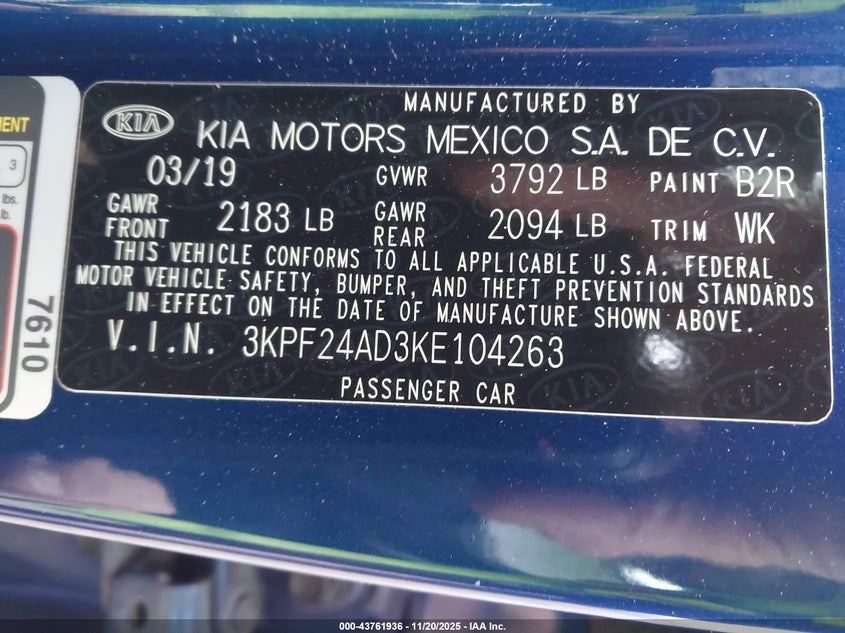 MANUFACTURED BY
KIA
KIA MOTORS MEXICO S.A. DE C.V.
03/19 GVWR 3792 LB PAINT B2R
GAWR FRONT 2183 LB GAWR REAR 2094 LB TRIM WK
THIS VEHICLE CONFORMS TO ALL APPLICABLE U.S.A. FEDERAL
MOTOR VEHICLE SAFETY, BUMPER, AND THEFT PREVENTION STANDARDS
IN EFFECT ON THE DATE OF MANUFACTURE SHOWN ABOVE.
V.I.N. 3KPF24AD3KE104263
PASSENGER CAR
3
lbs.
lb.
7610
000-43761936 - 11/20/2025 - IAA Inc.